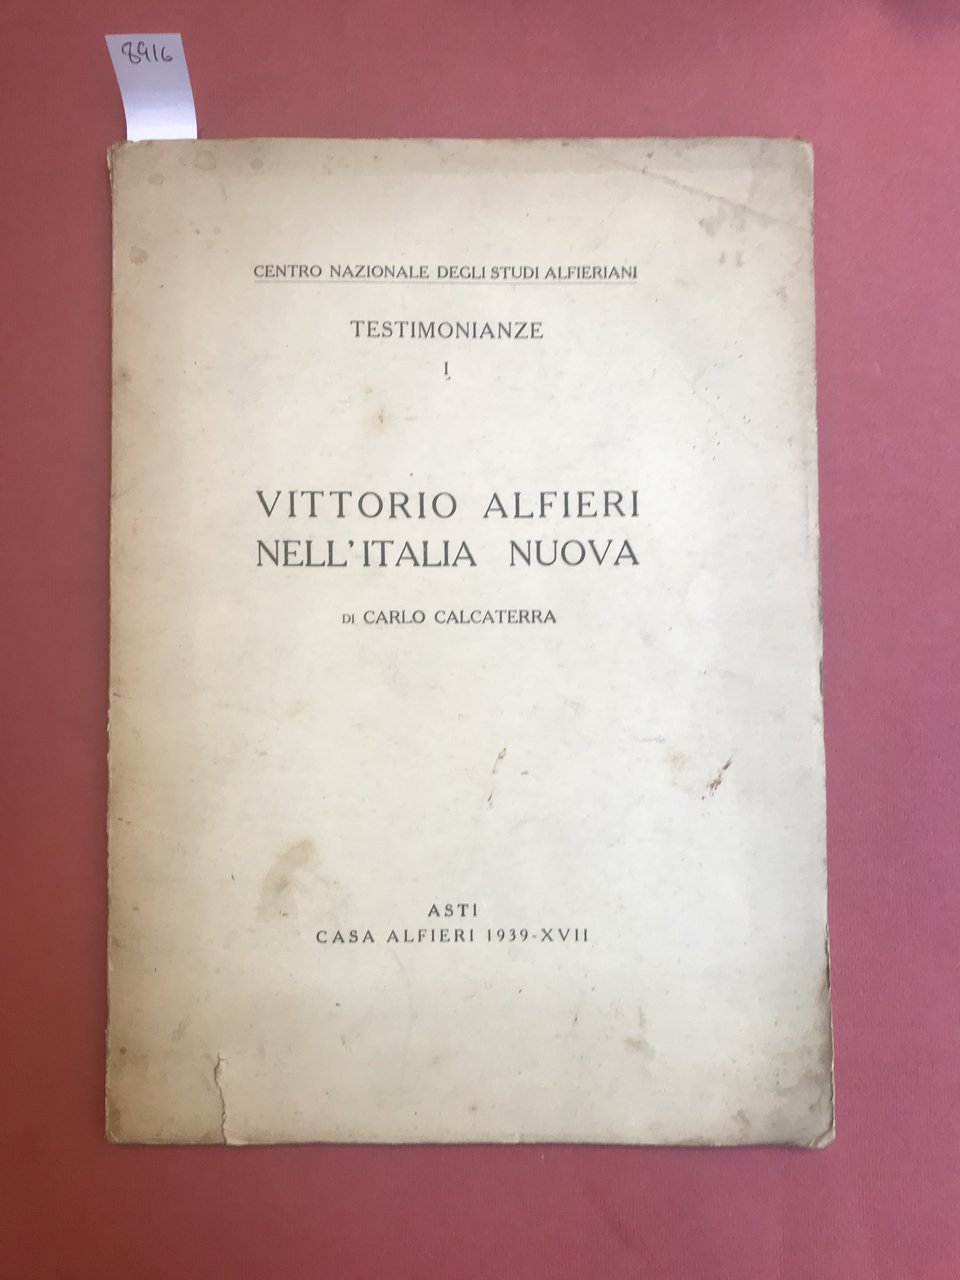 8916
CENTRO NAZIONALE DEGLI STUDI ALFIERIANI
TESTIMONIANZE
I
VITTORIO ALFIERI
NELL'ITALIA NUOVA
DI CARLO CALCATERRA
ASTI
CASA ALFIERI 1939-XVII